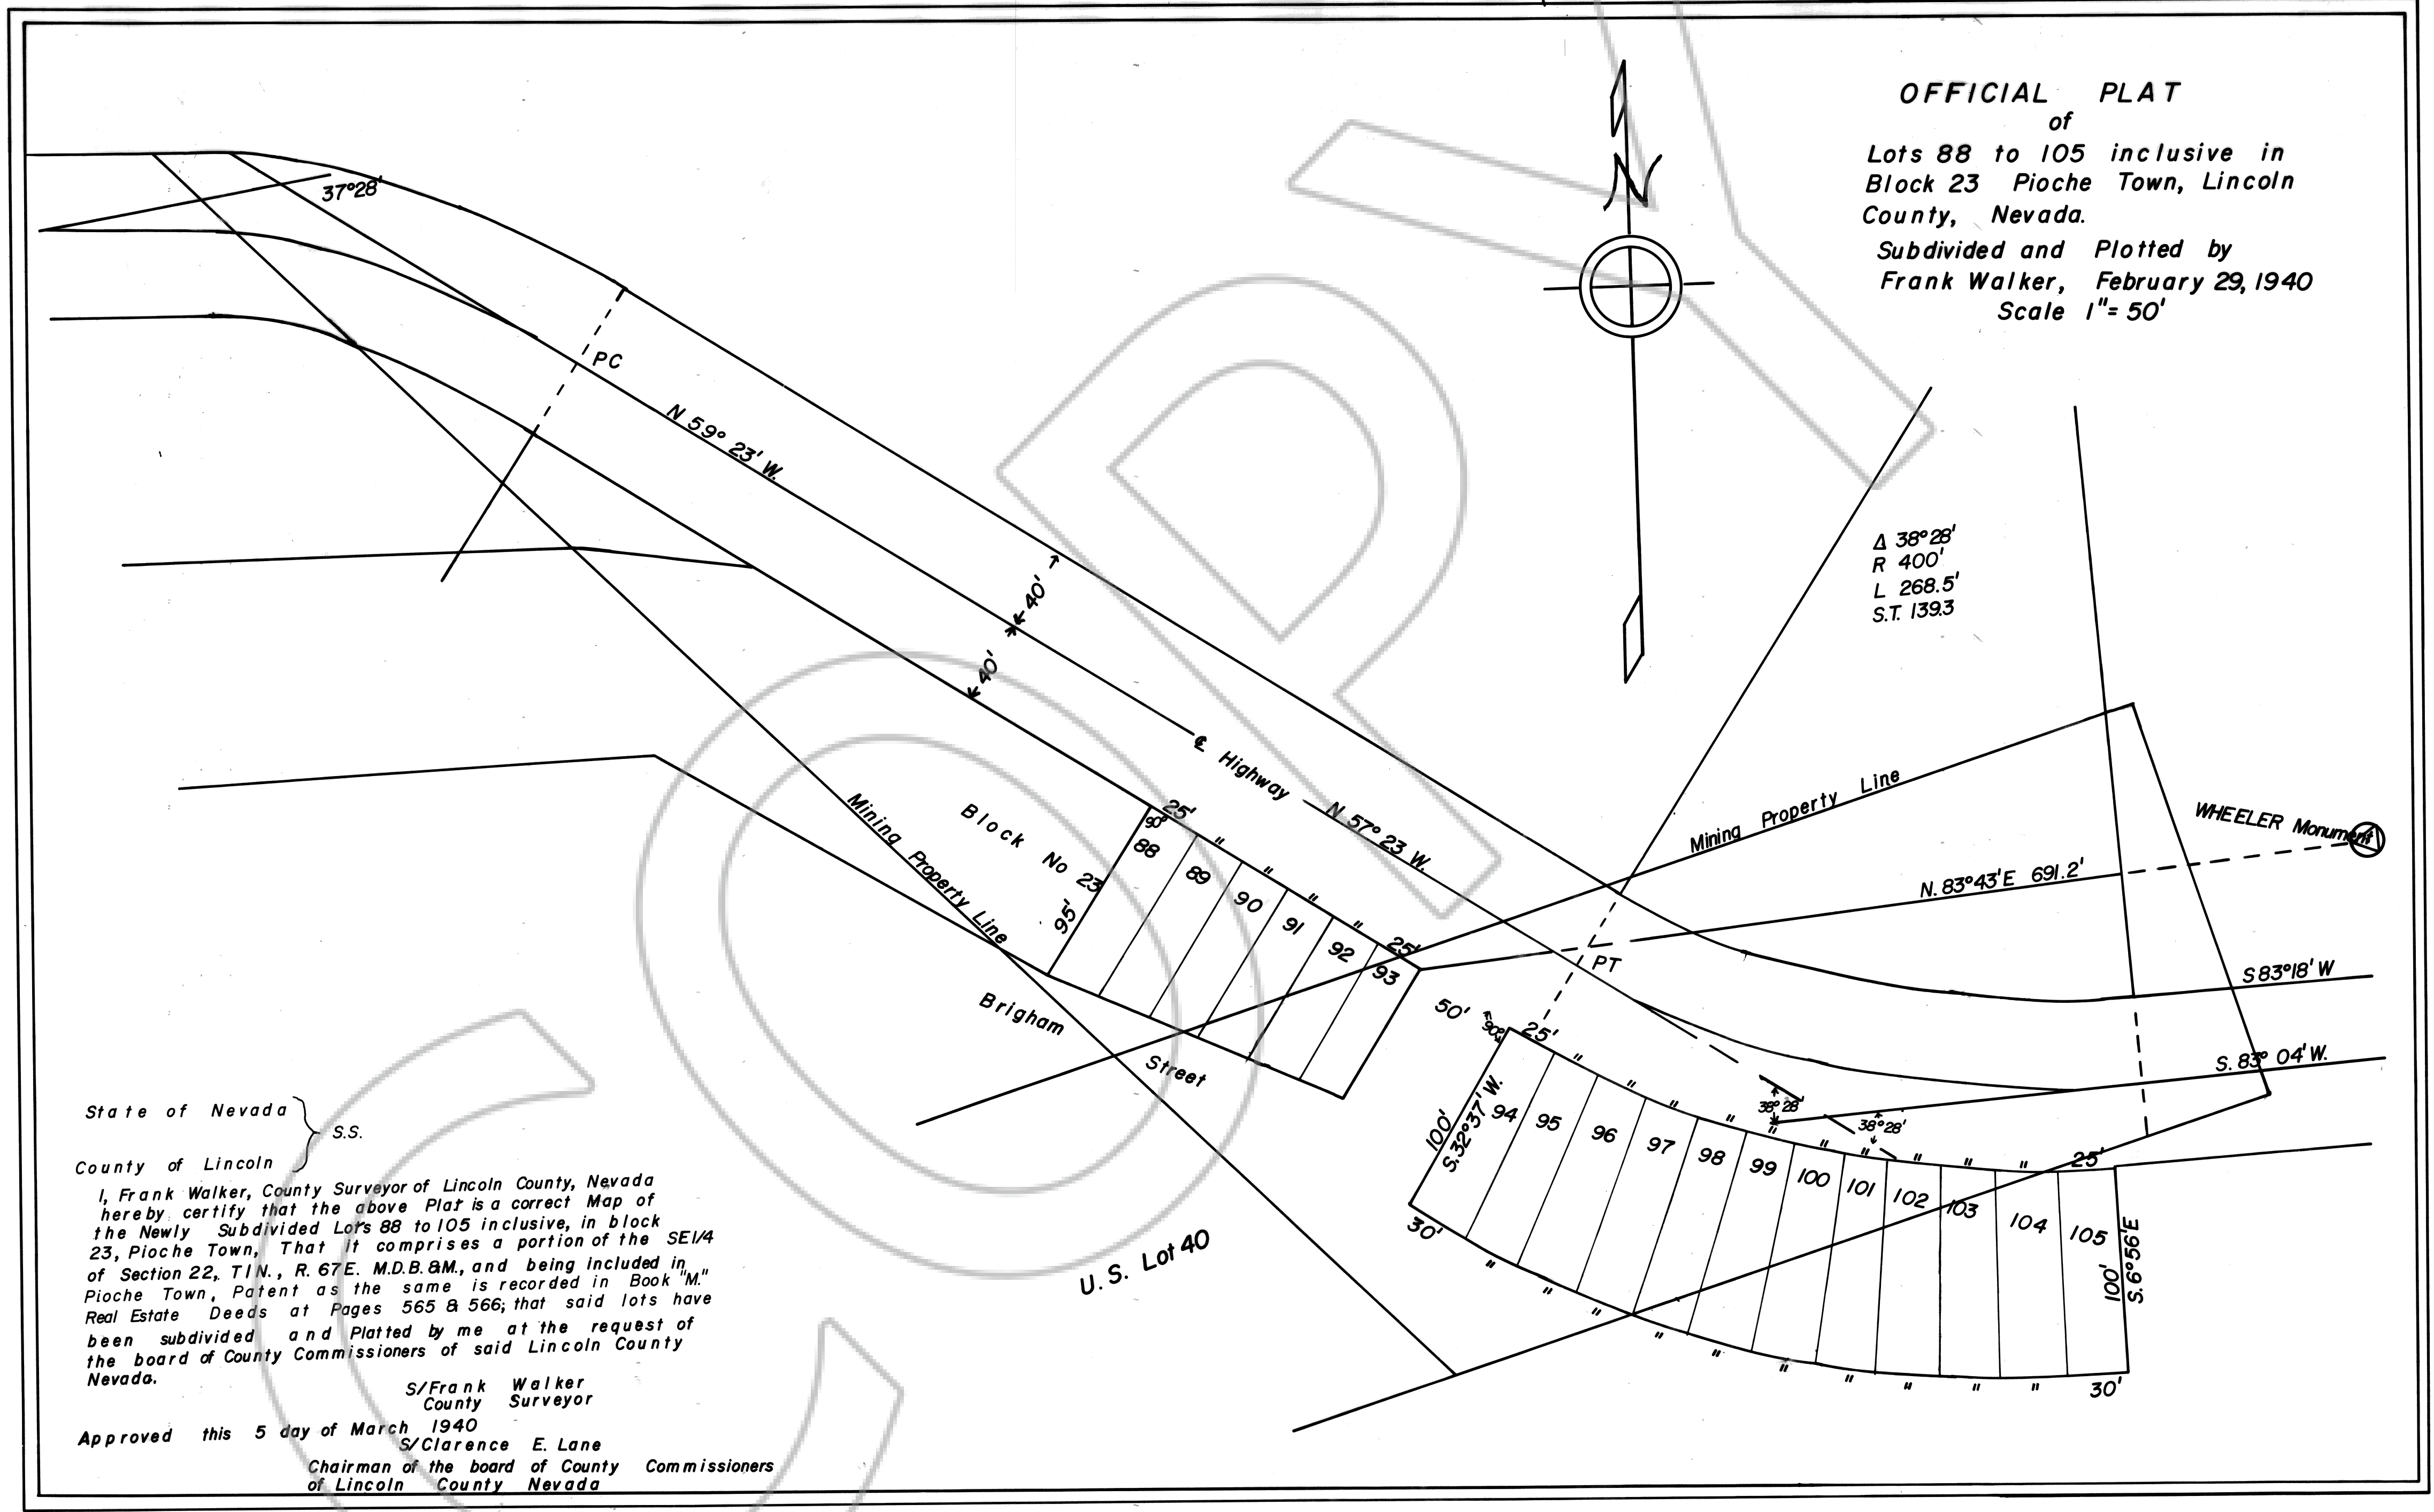 OFFICIAL PLAT
of
Lots 88 to 105 inclusive in
Block 23 Pioche Town, Lincoln
County, Nevada.
Subdivided and Plotted by
Frank Walker, February 29, 1940
Scale 1"= 50'
N
37°28'
PC
N 59° 23' W.
40'
40'
℄ Highway N 57° 23 W.
Δ 38°28'
R 400'
L 268.5'
S.T. 139.3
Mining Property Line
WHEELER Monument
N. 83°43'E 691.2'
S 83°18' W
S. 83° 04' W.
PT
Mining Property Line
Block No 23
95'
90°
25'
" " " "
25'
88
89
90
91
92
93
Brigham Street
50'
90°
25'
" " " " " " " " " "
25'
38°28'
38°28'
100'
S.32°37' W.
94
95
96
97
98
99
100
101
102
103
104
105
100'
S. 6°56'E
30'
" " " " " " " " " "
30'
U.S. Lot 40
State of Nevada
S.S.
County of Lincoln
I, Frank Walker, County Surveyor of Lincoln County, Nevada
hereby certify that the above Plat is a correct Map of
the Newly Subdivided Lots 88 to 105 inclusive, in block
23, Pioche Town, That it comprises a portion of the SE1/4
of Section 22, T1N., R. 67E. M.D.B.&M., and being included in
Pioche Town, Patent as the same is recorded in Book "M."
Real Estate Deeds at Pages 565 & 566; that said lots have
been subdivided and Platted by me at the request of
the board of County Commissioners of said Lincoln County
Nevada.
S/Frank Walker
County Surveyor
Approved this 5 day of March 1940
S/Clarence E. Lane
Chairman of the board of County Commissioners
of Lincoln County Nevada
COPY